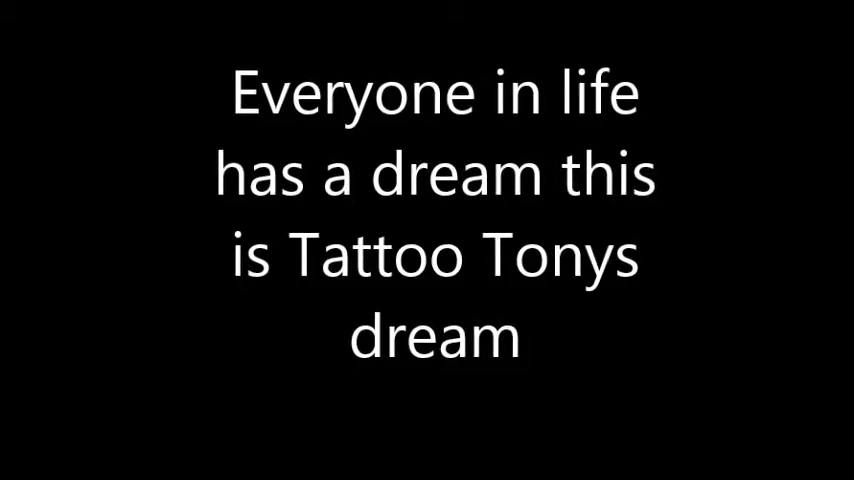 Everyone in life
has a dream this
is Tattoo Tonys
dream